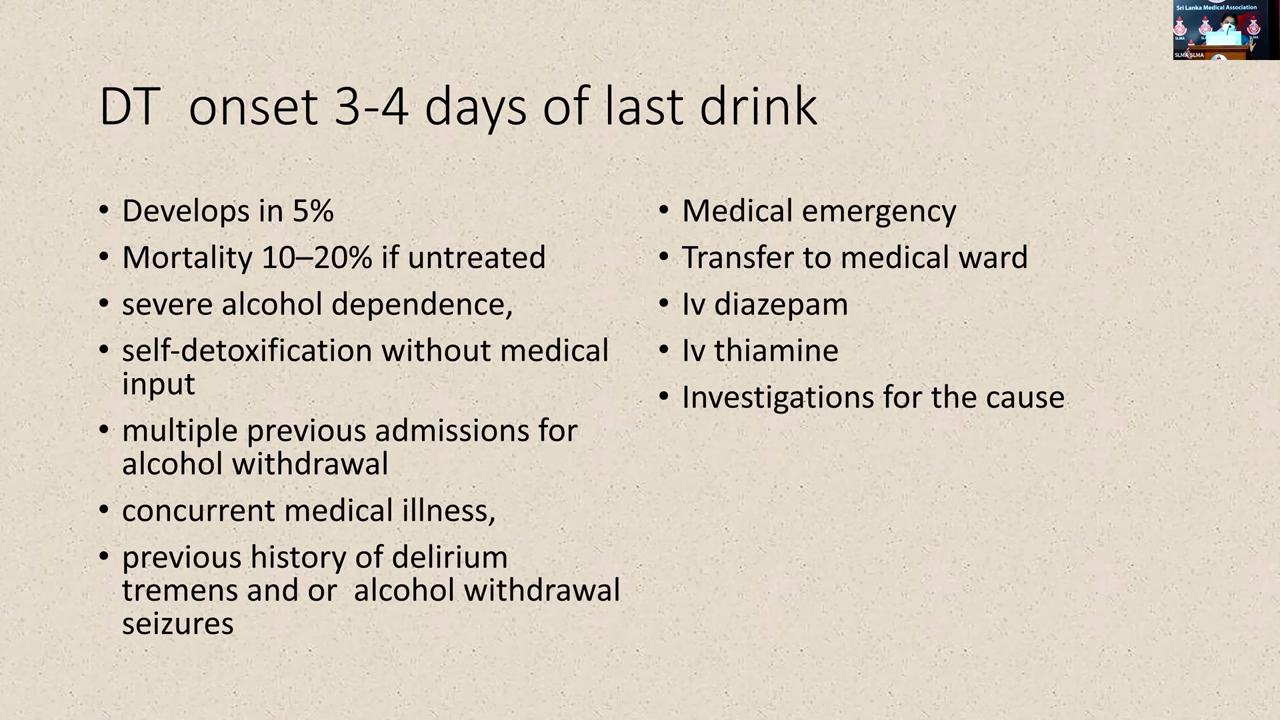 Sri Lanka Medical Association
SLMA SLMA
DT onset 3-4 days of last drink
• Develops in 5%
• Mortality 10–20% if untreated
• severe alcohol dependence,
• self-detoxification without medical
input
• multiple previous admissions for
alcohol withdrawal
• concurrent medical illness,
• previous history of delirium
tremens and or alcohol withdrawal
seizures
• Medical emergency
• Transfer to medical ward
• Iv diazepam
• Iv thiamine
• Investigations for the cause